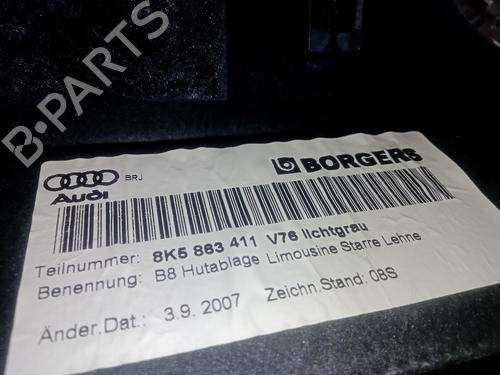 B-PARTS
BRJ
Audi
BORGERS
Teilnummer: 8K5 863 411 V76 lichtgrau
Benennung: B8 Hutablage Limousine Starre Lehne
Änder.Dat.: 3.9. 2007 Zeichn.Stand: 08S